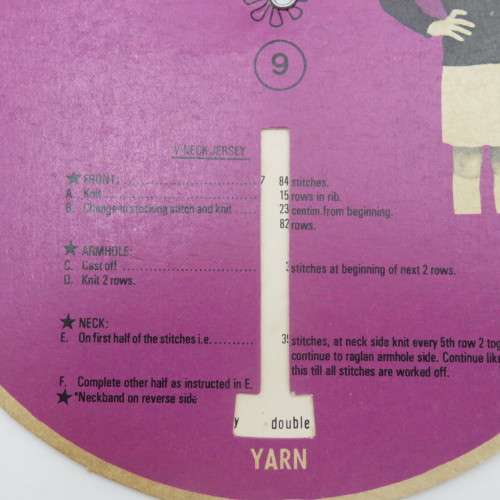 9
V-NECK JERSEY
★ FRONT: 7 84 stitches.
A. Knit 15 rows in rib.
B. Change to stocking stitch and knit 23 centim from beginning.
82 rows.
★ ARMHOLE:
C. Cast off 3 stitches at beginning of next 2 rows.
D. Knit 2 rows.
★ NECK:
E. On first half of the stitches i.e. 39 stitches, at neck side knit every 5th row 2 tog
continue to raglan armhole side. Continue like
this till all stitches are worked off.
F. Complete other half as instructed in E.
★ *Neckband on reverse side
y double
YARN